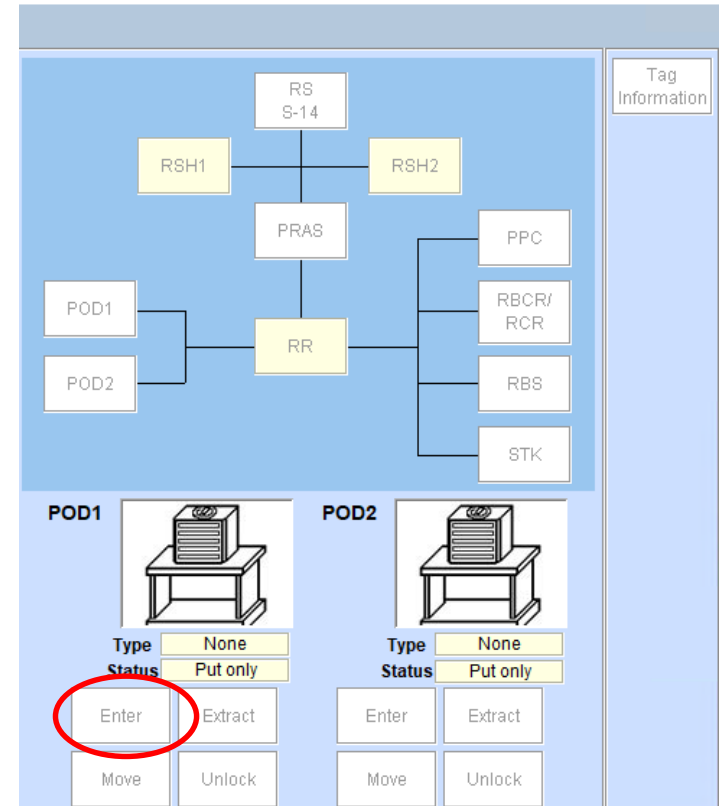 Tag
Information
RS
S-14
RSH1
RSH2
PRAS
PPC
POD1
RBCR/
RCR
RR
POD2
RBS
STK
POD1
POD2
Type None
Type None
Status Put only
Status Put only
Enter Extract
Enter Extract
Move Unlock
Move Unlock